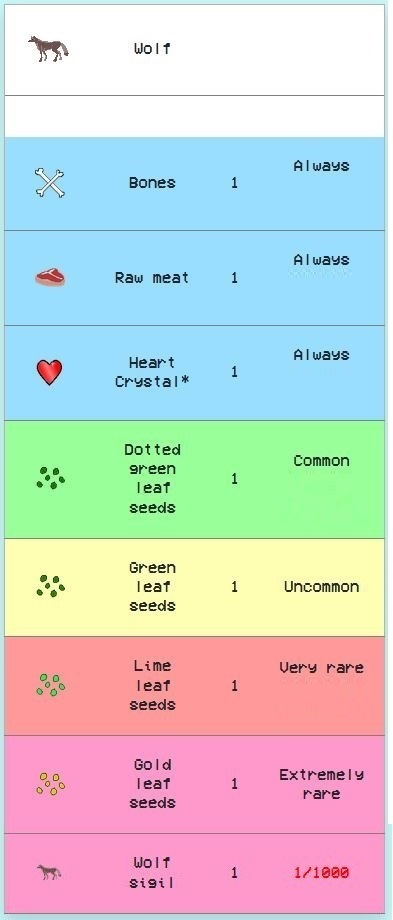 Wolf
Bones 1 Always
Raw meat 1 Always
Heart
Crystal* 1 Always
Dotted
green
leaf
seeds 1 Common
Green
leaf
seeds 1 Uncommon
Lime
leaf
seeds 1 Very rare
Gold
leaf
seeds 1 Extremely
rare
Wolf
sigil 1 1/1000